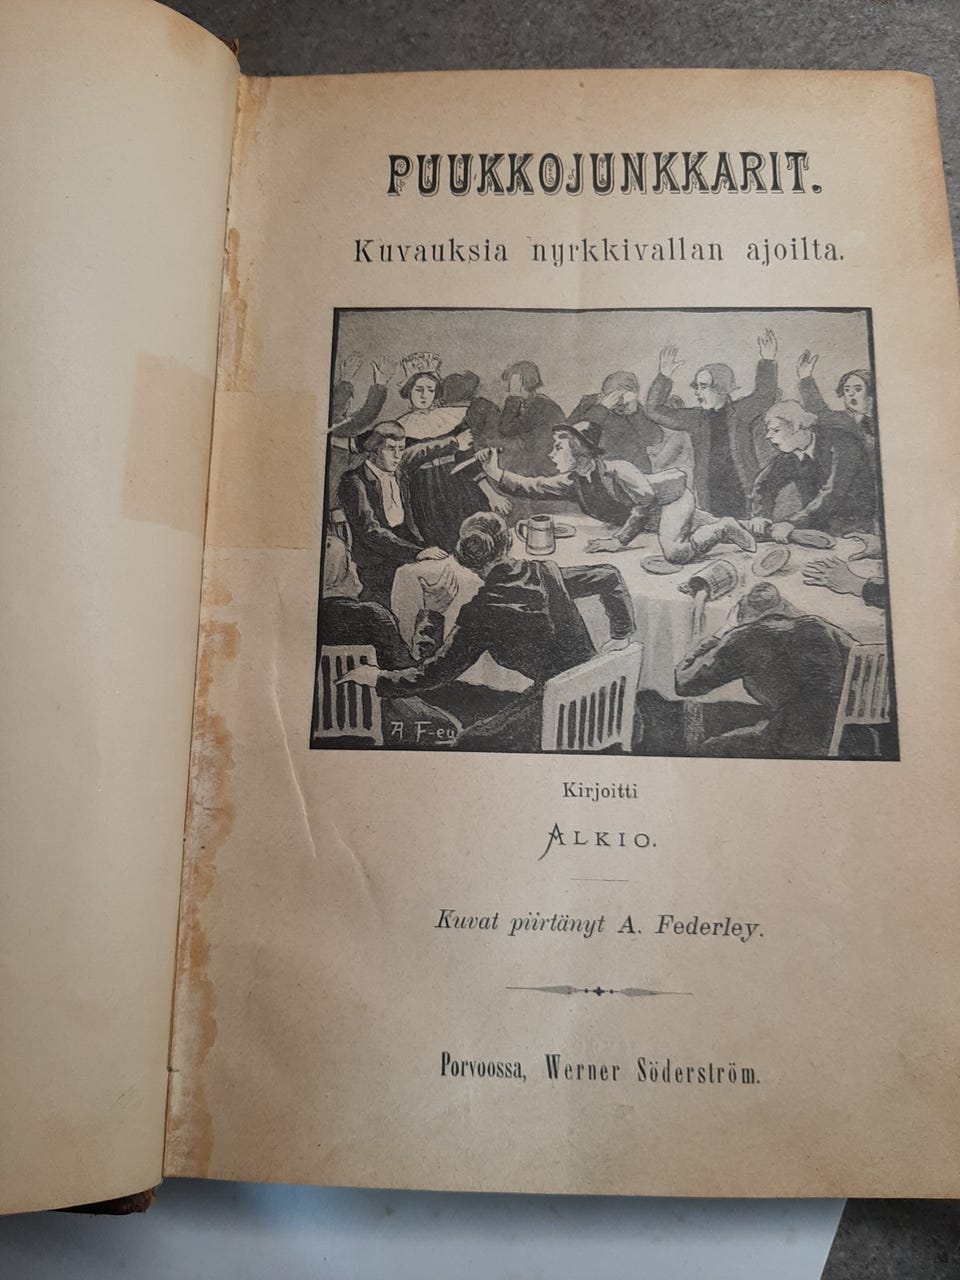 PUUKKOJUNKKARIT.
Kuvauksia nyrkkivallan ajoilta.
A F-ey
Kirjoitti
ALKIO.
Kuvat piirtänyt A. Federley.
Porvoossa, Werner Söderström.